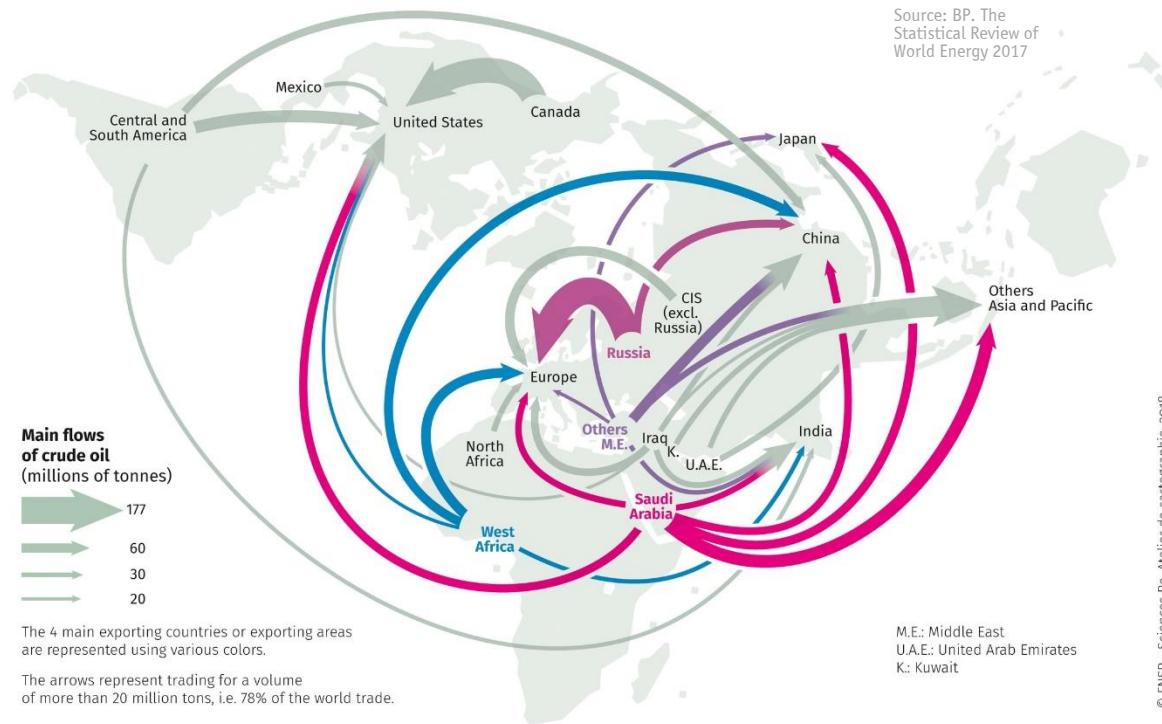 Source: BP. The
Statistical Review of
World Energy 2017
Mexico
Central and
South America
United States
Canada
Japan
China
CIS
(excl.
Russia)
Others
Asia and Pacific
Russia
Europe
North
Africa
Others
M.E.
Iraq
K.
U.A.E.
India
Saudi
Arabia
West
Africa
Main flows
of crude oil
(millions of tonnes)
177
60
30
20
The 4 main exporting countries or exporting areas
are represented using various colors.
The arrows represent trading for a volume
of more than 20 million tons, i.e. 78% of the world trade.
M.E.: Middle East
U.A.E.: United Arab Emirates
K.: Kuwait